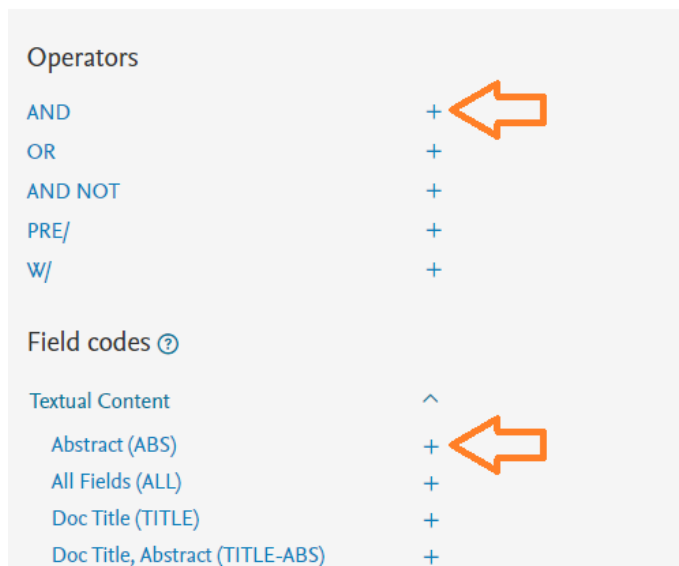 Operators
AND +
OR +
AND NOT +
PRE/ +
W/ +
Field codes ?
Textual Content
Abstract (ABS) +
All Fields (ALL) +
Doc Title (TITLE) +
Doc Title, Abstract (TITLE-ABS) +